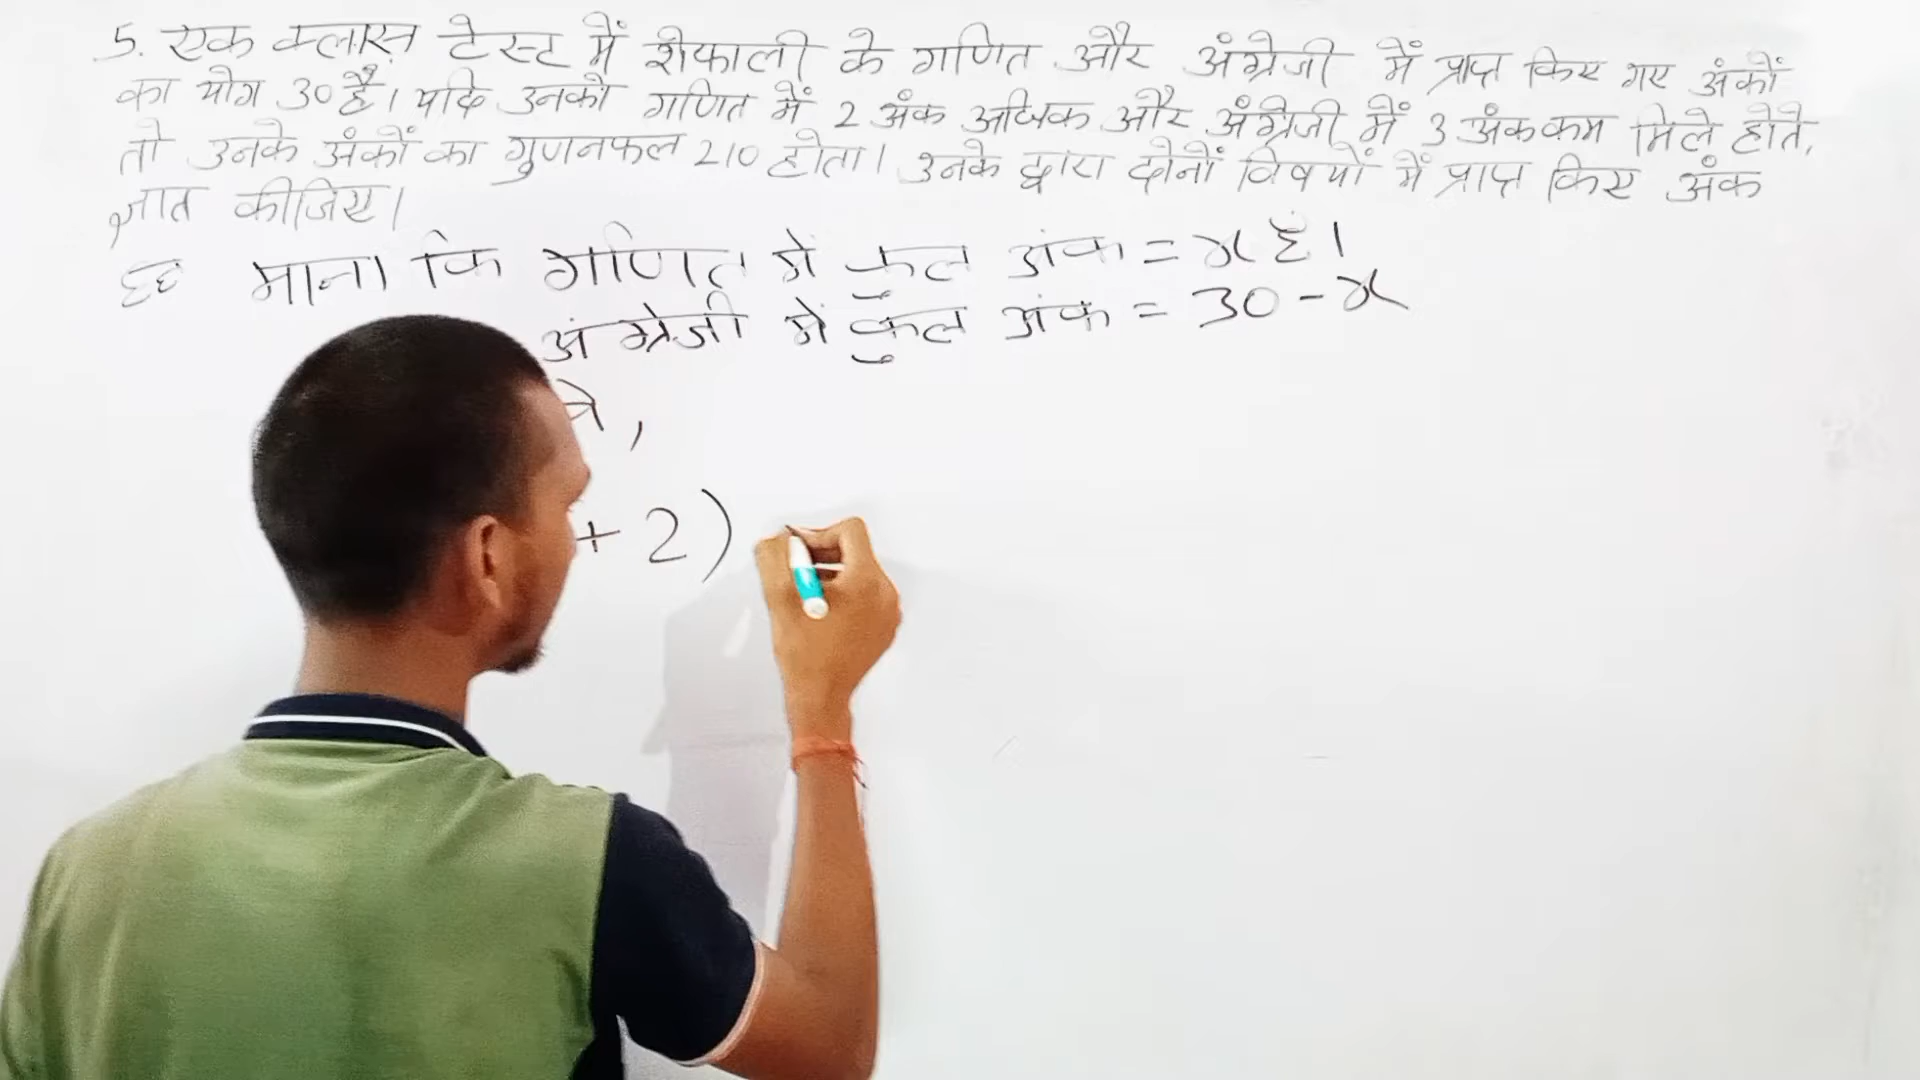 5. एक क्लास टेस्ट में शेफाली के गणित और अंग्रेजी में प्राप्त किए गए अंकों
का योग 30 है। यदि उनको गणित में 2 अंक अधिक और अंग्रेजी में 3 अंक कम मिले होते,
तो उनके अंकों का गुणनफल 210 होता। उनके द्वारा दोनों विषयों में प्राप्त किए अंक
ज्ञात कीजिए।
माना कि गणित में कुल अंक = x है।
अंग्रेजी में कुल अंक = 30 - x
से,
+ 2)